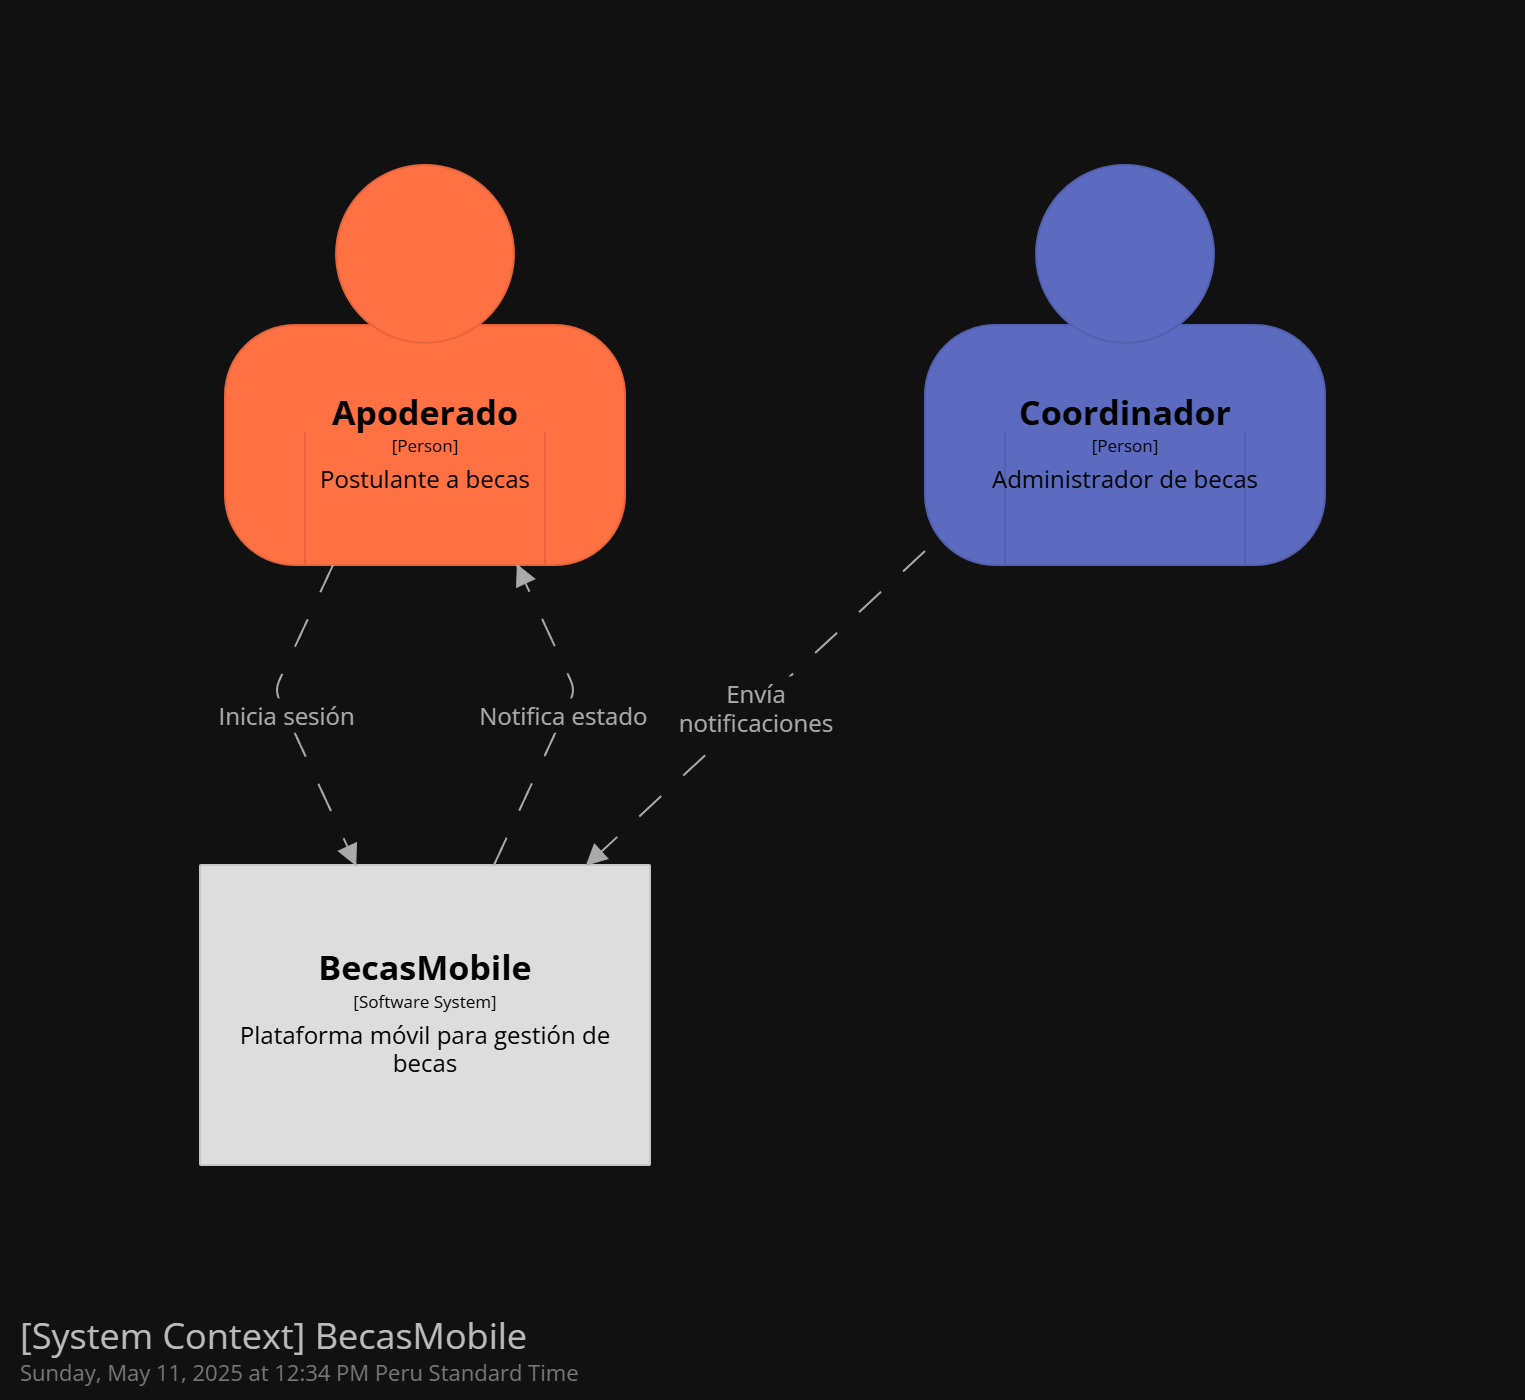 Apoderado
[Person]
Postulante a becas
Coordinador
[Person]
Administrador de becas
Inicia sesión
Notifica estado
Envía
notificaciones
BecasMobile
[Software System]
Plataforma móvil para gestión de
becas
[System Context] BecasMobile
Sunday, May 11, 2025 at 12:34 PM Peru Standard Time